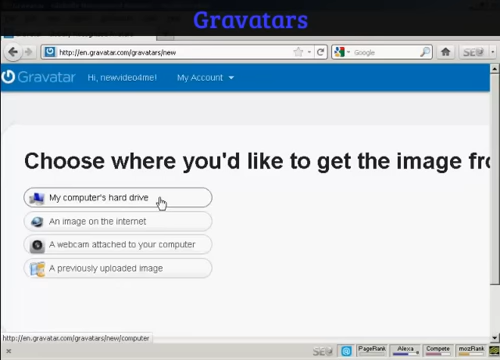 Gravatars
http://en.gravatar.com/gravatars/new
Google
SEO
Gravatar Hi, newvideo4me! My Account
Choose where you'd like to get the image fro
My computer's hard drive
An image on the internet
A webcam attached to your computer
A previously uploaded image
http://en.gravatar.com/gravatars/new/computer
SEO PageRank Alexa Compete mozRank